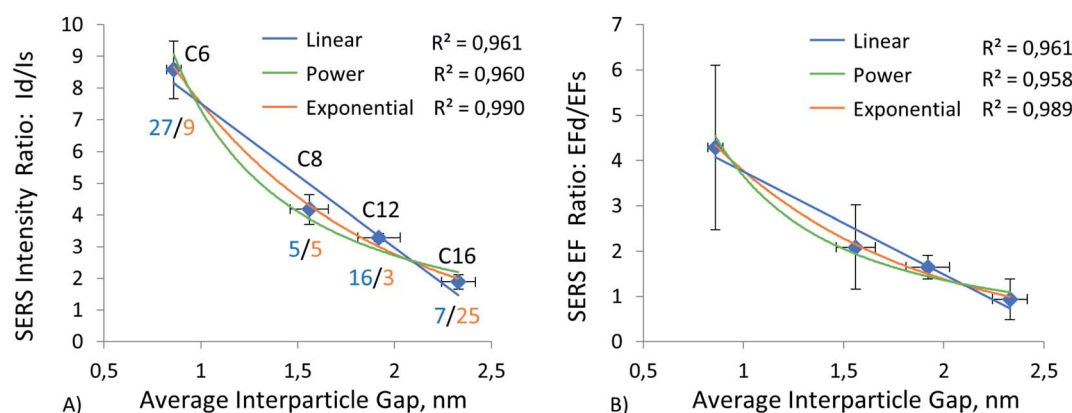 SERS Intensity Ratio: Id/Is
10
9
8
7
6
5
4
3
2
1
0
Linear R² = 0,961
Power R² = 0,960
Exponential R² = 0,990
C6
27/9
C8
5/5
C12
16/3
C16
7/25
0,5 1 1,5 2 2,5
A) Average Interparticle Gap, nm
SERS EF Ratio: EFd/EFs
7
6
5
4
3
2
1
0
Linear R² = 0,961
Power R² = 0,958
Exponential R² = 0,989
0,5 1 1,5 2 2,5
B) Average Interparticle Gap, nm